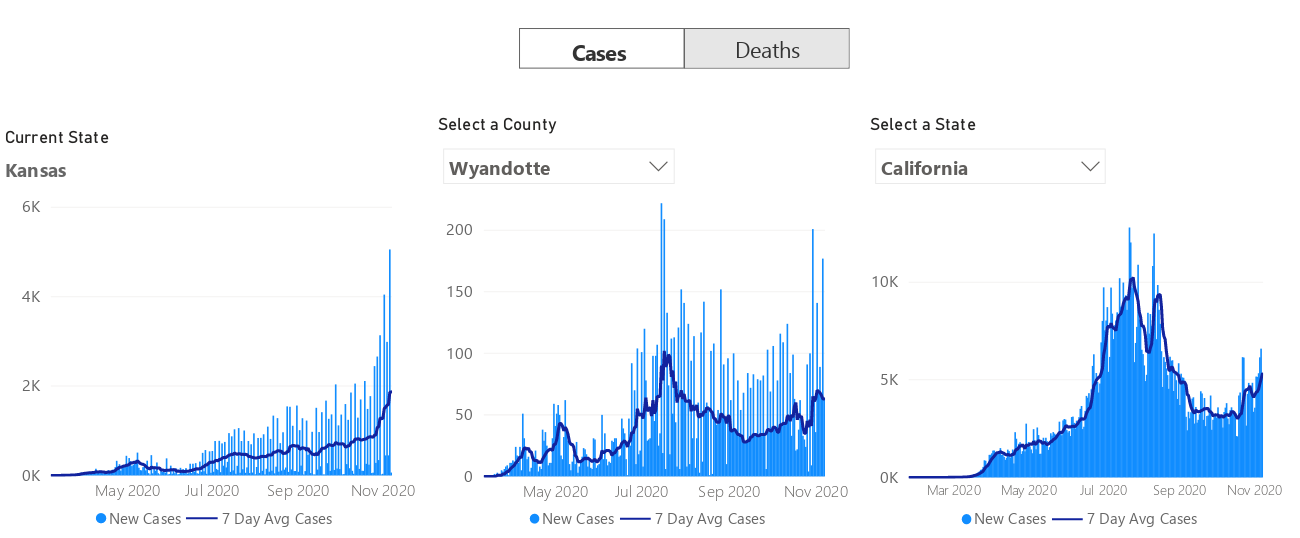 Cases Deaths
Current State
Kansas
6K
4K
2K
0K
May 2020 Jul 2020 Sep 2020 Nov 2020
New Cases 7 Day Avg Cases
Select a County
Wyandotte
200
150
100
50
0
May 2020 Jul 2020 Sep 2020 Nov 2020
New Cases 7 Day Avg Cases
Select a State
California
10K
5K
0K
Mar 2020 May 2020 Jul 2020 Sep 2020 Nov 2020
New Cases 7 Day Avg Cases